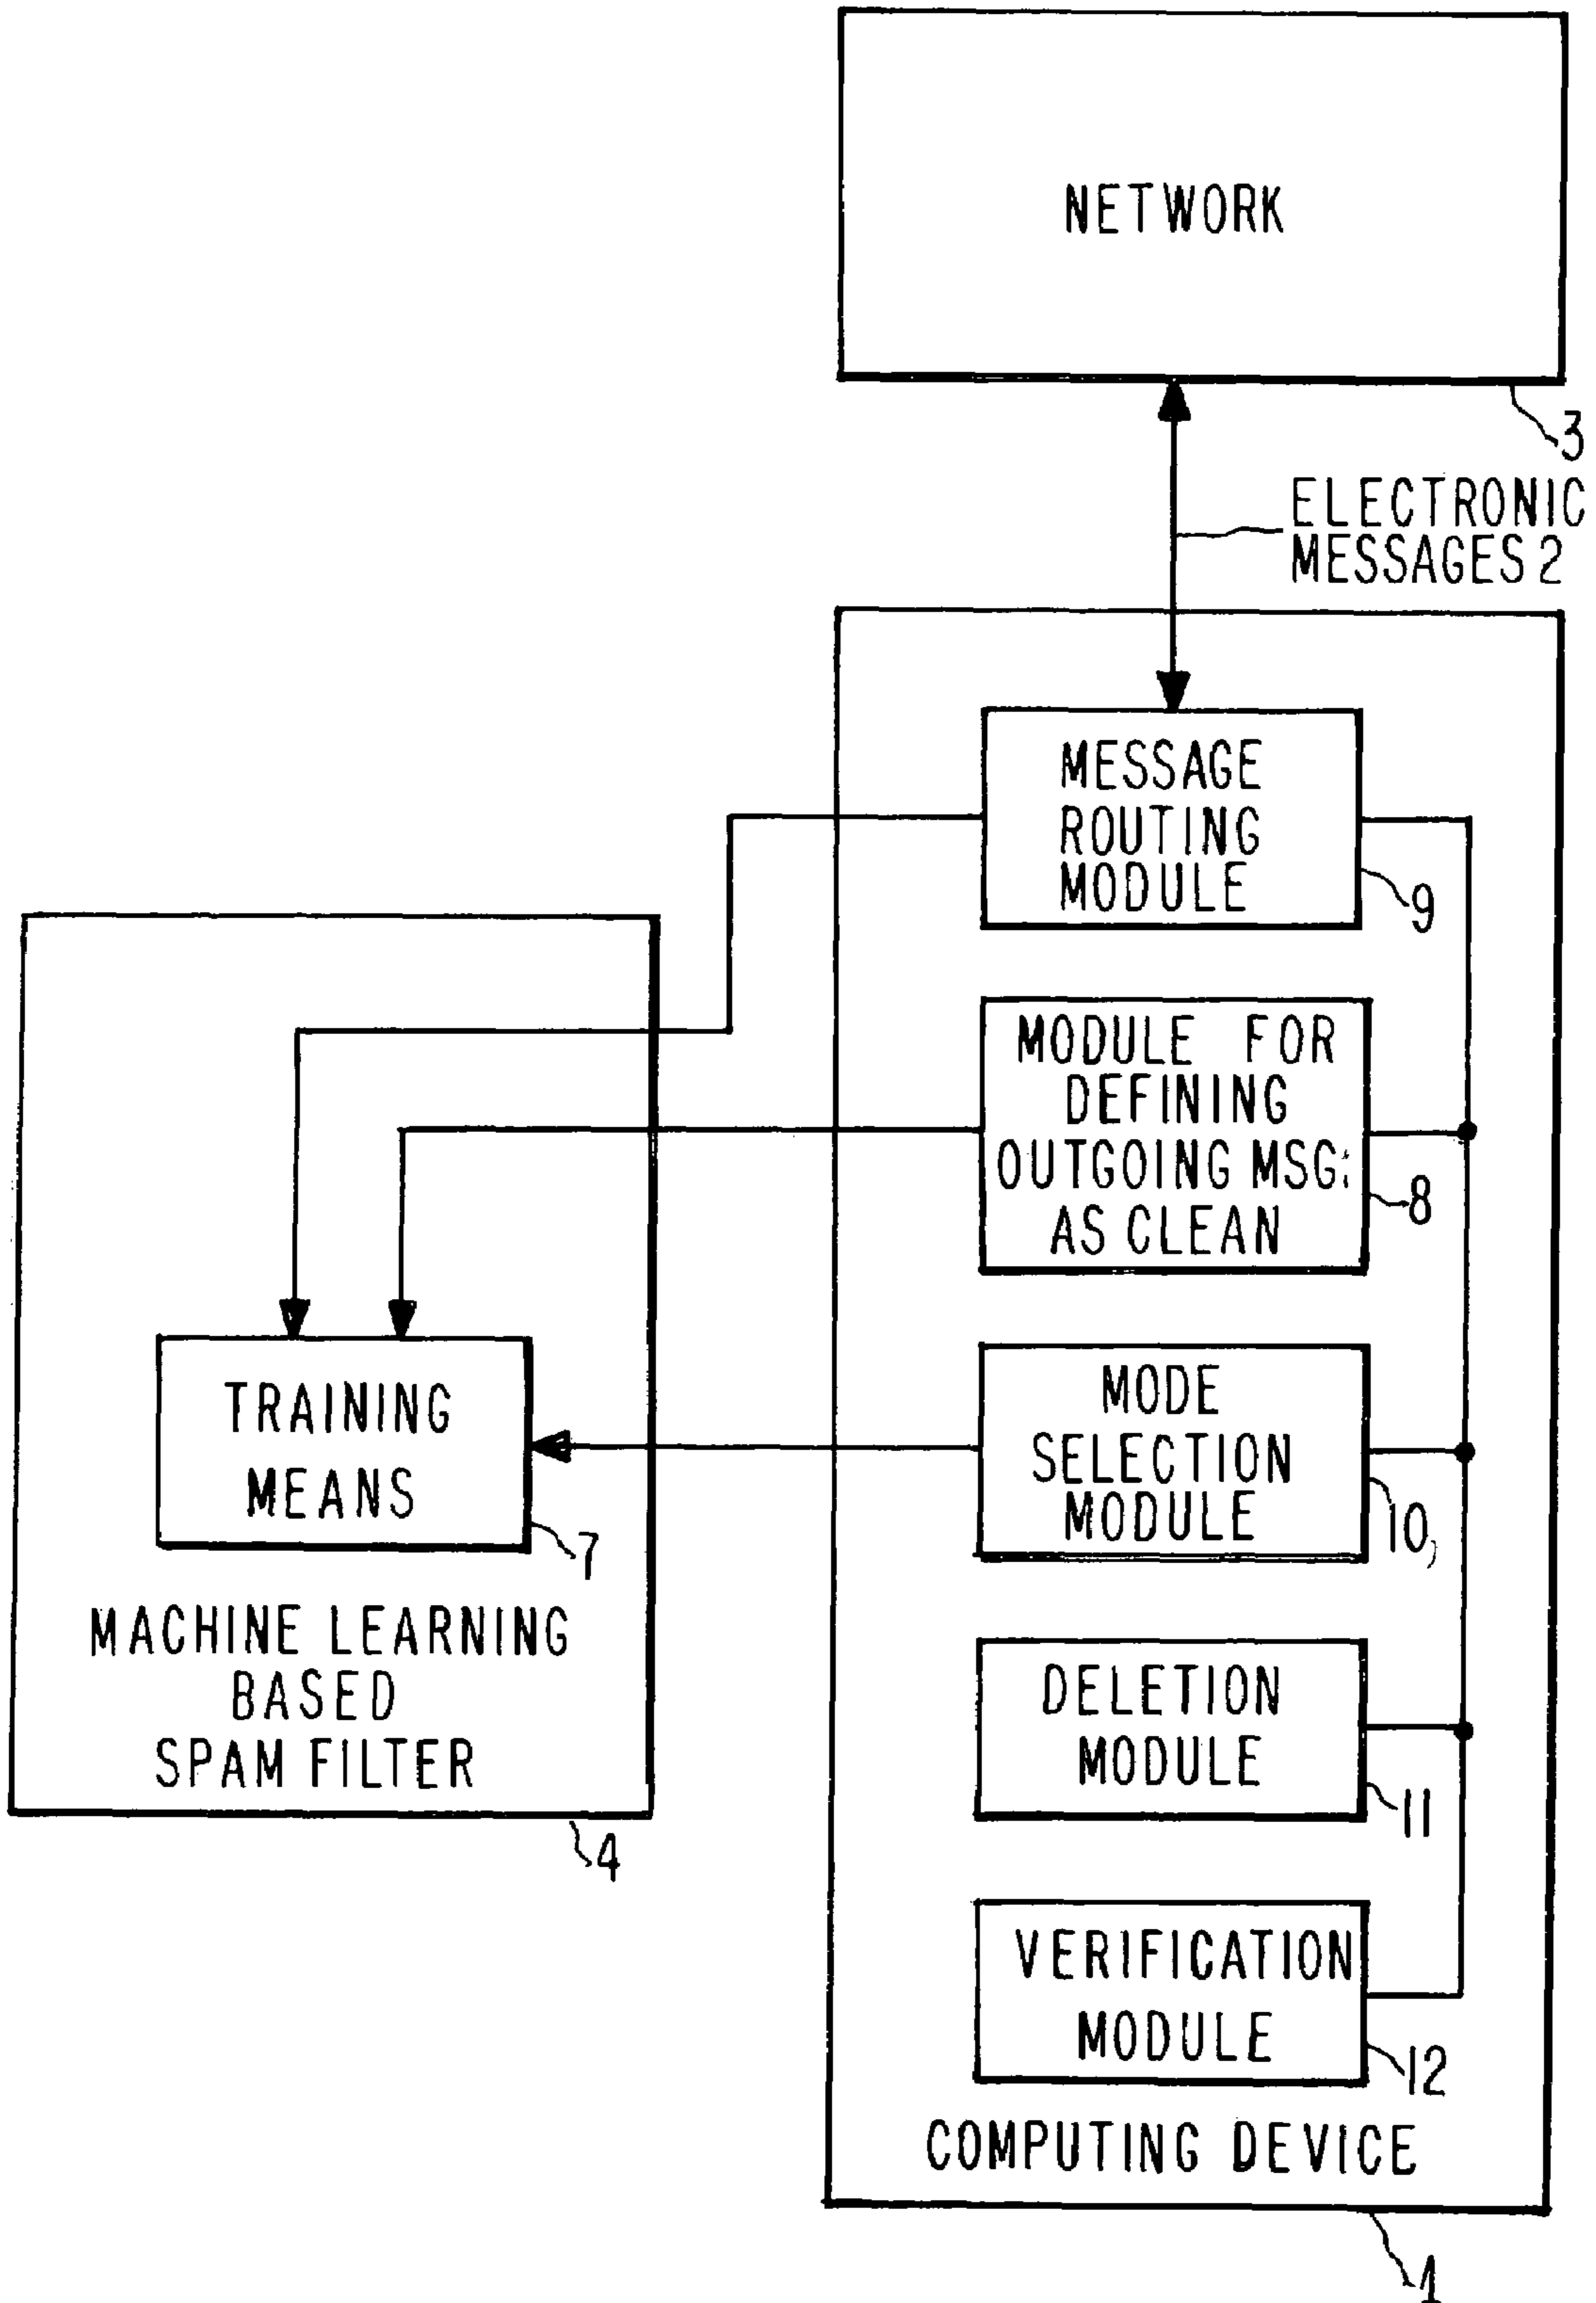 NETWORK
3
ELECTRONIC
MESSAGES 2
MESSAGE
ROUTING
MODULE
9
MODULE FOR
DEFINING
OUTGOING MSG.
AS CLEAN
8
TRAINING
MEANS
7
MODE
SELECTION
MODULE
10
MACHINE LEARNING
BASED
SPAM FILTER
4
DELETION
MODULE
11
VERIFICATION
MODULE
12
COMPUTING DEVICE
1